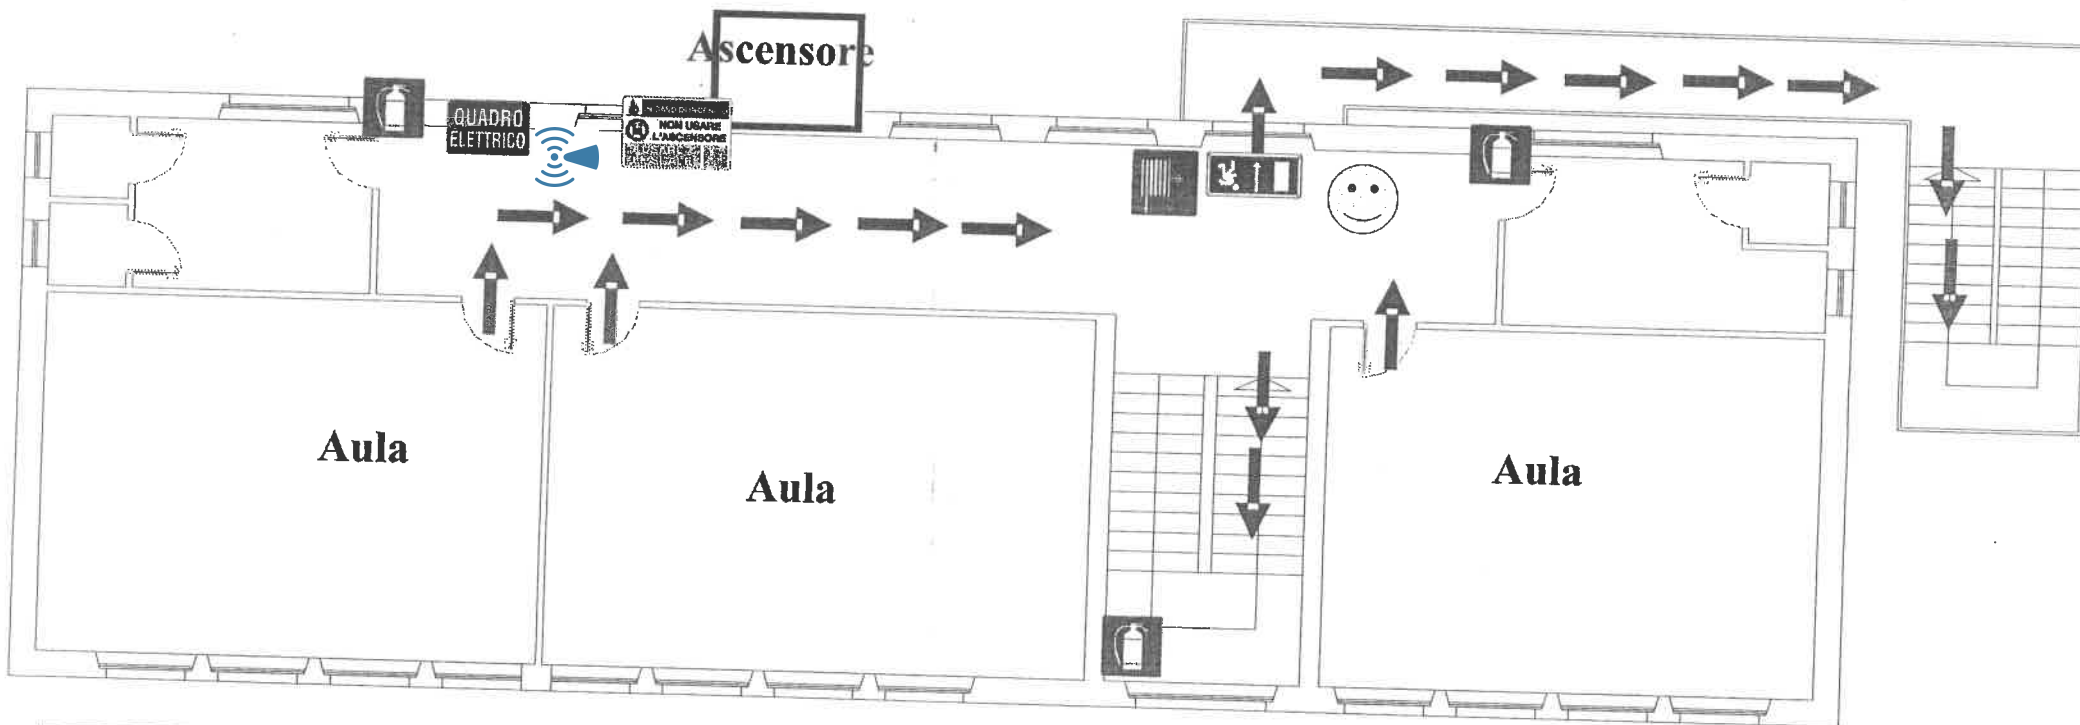 Ascensore
QUADRO
ELETTRICO
NON USARE
L'ASCENSORE
Aula
Aula
Aula